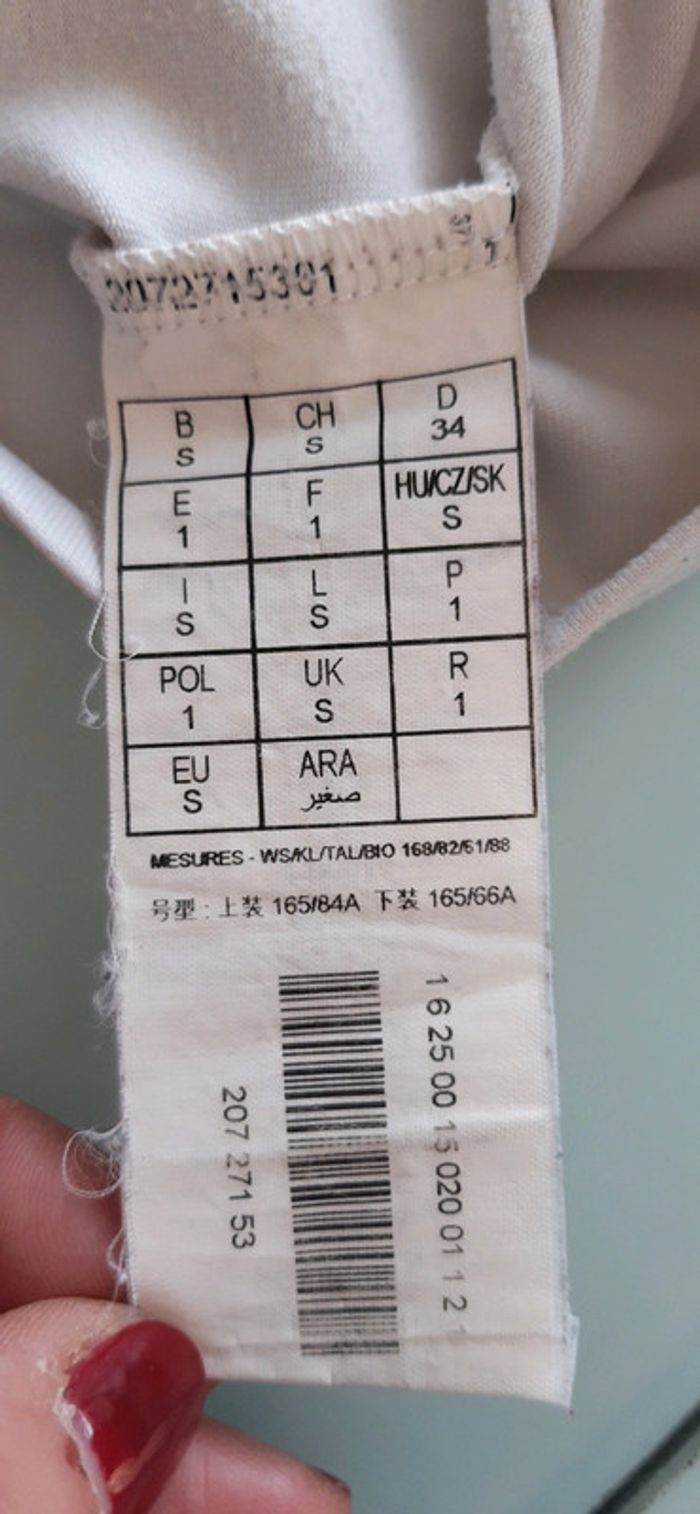 2072715301
B CH D
S S 34
E F HU/CZ/SK
1 1 S
I L P
S S 1
POL UK R
1 S 1
EU ARA
S صغير
MESURES - WS/KL/TAL/BIO 168/82/61/88
号型 : 上装 165/84A 下装 165/66A
1 6 25 00 15 020 01 1 2
207 271 53